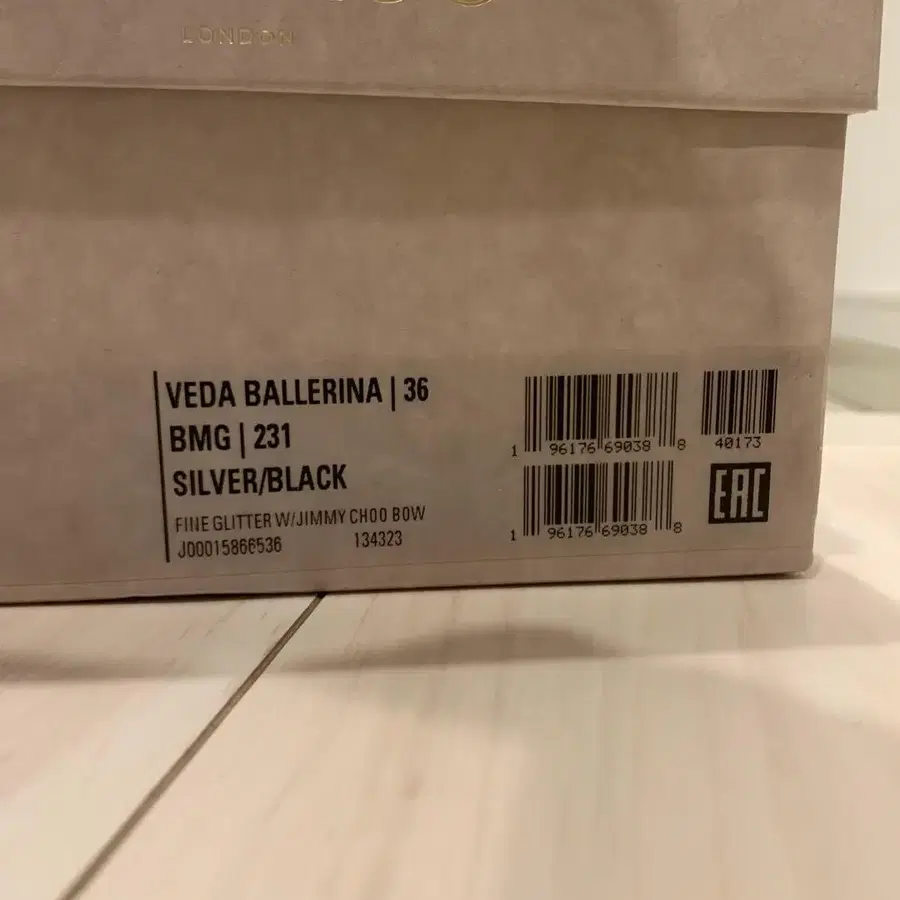 LONDON
VEDA BALLERINA | 36
BMG | 231
SILVER/BLACK
FINE GLITTER W/JIMMY CHOO BOW
J00015866536 134323
1 96176 69038 8
40173
1 96176 69038 8
EAC